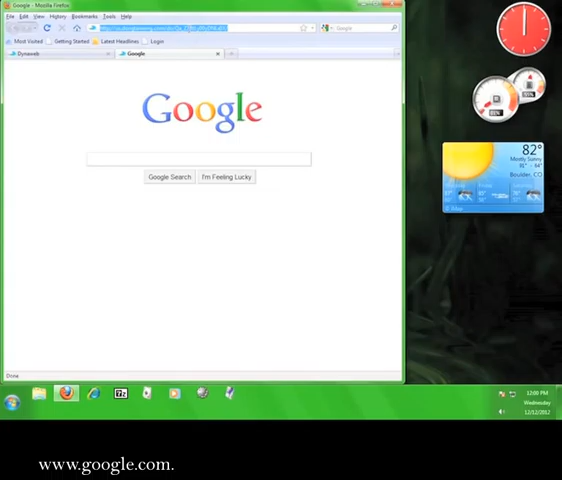 Google - Mozilla Firefox
File Edit View History Bookmarks Tools Help
Google
Most Visited Getting Started Latest Headlines Login
Dynaweb Google
Google
Google Search I'm Feeling Lucky
82°
Mostly Sunny
Boulder, CO
Done
12:00 PM
Wednesday
12/12/2012
www.google.com.